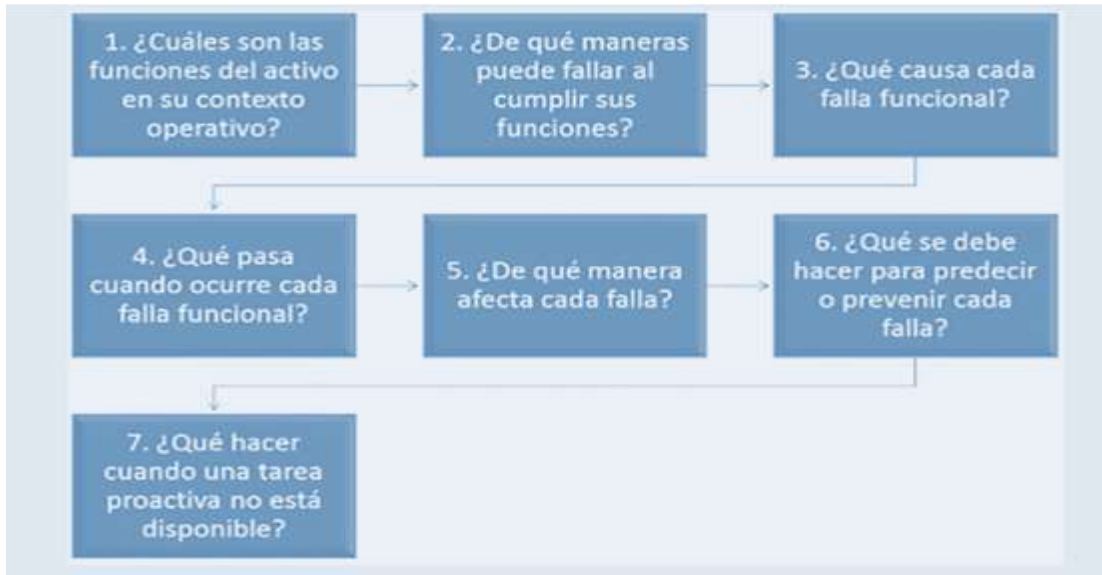 1. ¿Cuáles son las
funciones del activo
en su contexto
operativo?
2. ¿De qué maneras
puede fallar al
cumplir sus
funciones?
3. ¿Qué causa cada
falla funcional?
4. ¿Qué pasa
cuando ocurre cada
falla funcional?
5. ¿De qué manera
afecta cada falla?
6. ¿Qué se debe
hacer para predecir
o prevenir cada
falla?
7. ¿Qué hacer
cuando una tarea
proactiva no está
disponible?